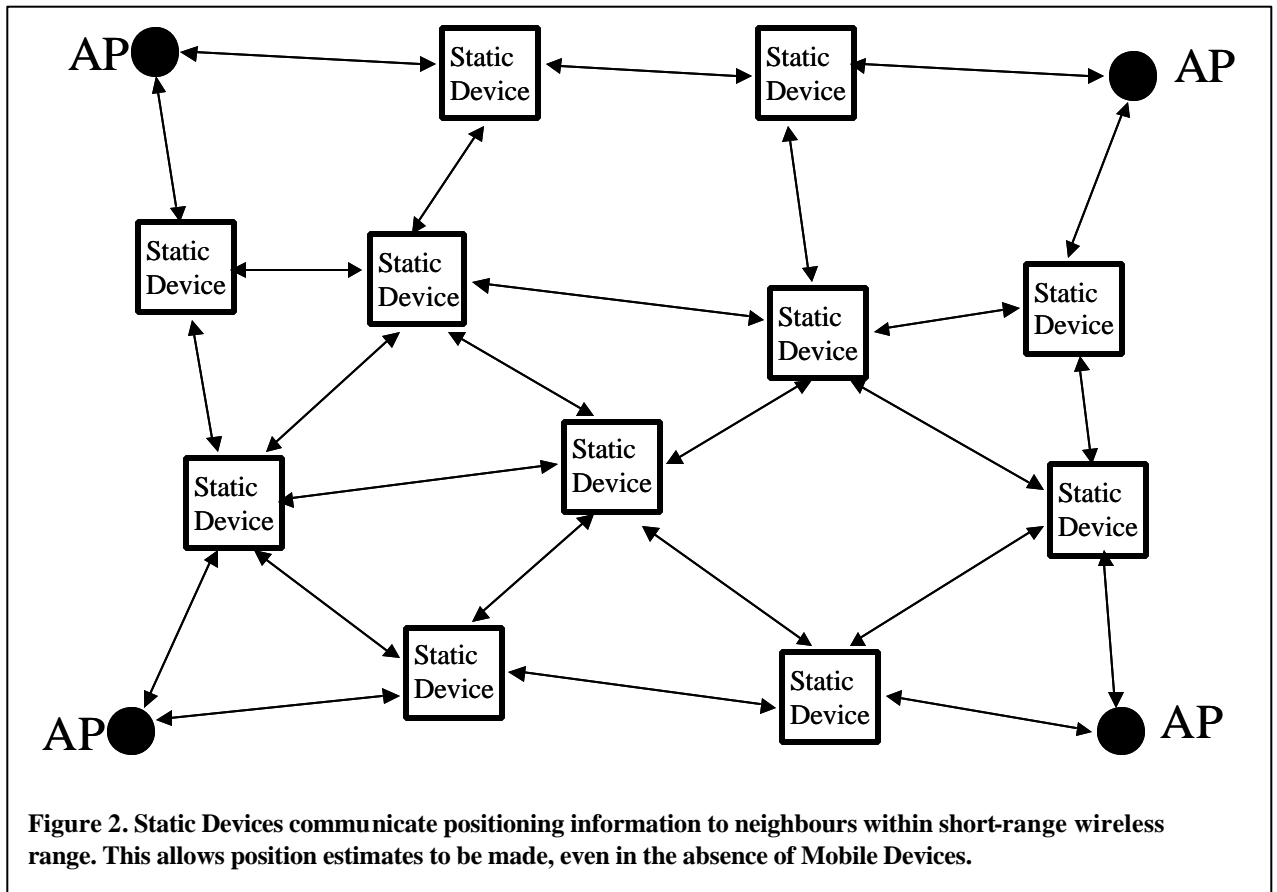 AP
Static
Device
Static
Device
AP
Static
Device
Static
Device
Static
Device
Static
Device
Static
Device
Static
Device
Static
Device
Static
Device
Static
Device
AP
AP
Figure 2. Static Devices communicate positioning information to neighbours within short-range wireless
range. This allows position estimates to be made, even in the absence of Mobile Devices.